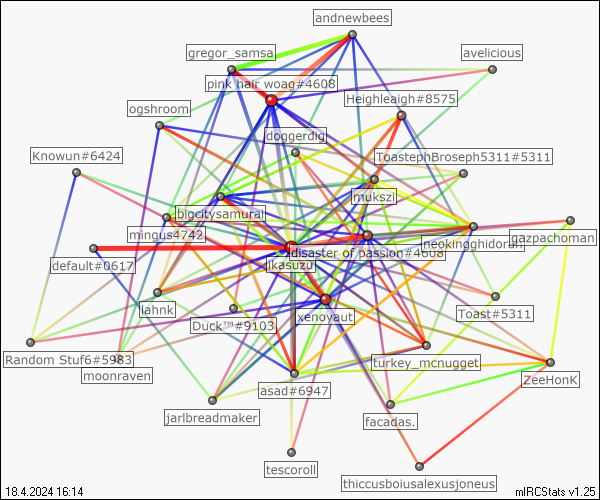 andnewbees
gregor_samsa
avelicious
pink hair woag#4608
Heighleaigh#8575
ogshroom
doggerdig
Knowun#6424
ToastephBroseph5311#5311
mukszi
bigcitysamurai
mingus4742
neokingghidorah
gazpachoman
disaster of passion#4608
jkasuzu
default#0617
lahnk
xenovaut
Toast#5311
Duck™#9103
Random Stuf6#5983
moonraven
turkey_mcnugget
ZeeHonK
asad#6947
jarlbreadmaker
facadas.
tescoroll
thiccusboiusalexusjoneus
18.4.2024 16:14
mIRCStats v1.25